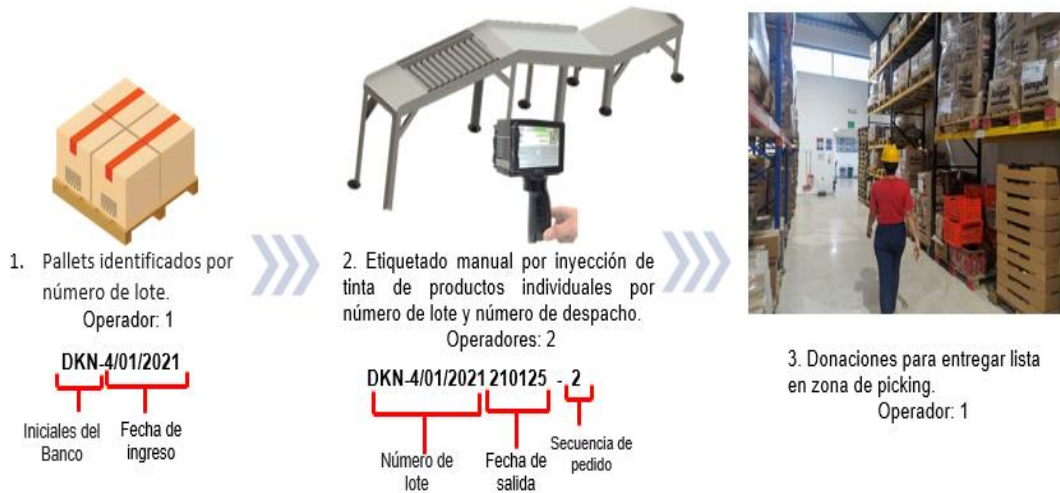 1. Pallets identificados por
número de lote.
Operador: 1
DKN-4/01/2021
Iniciales del
Banco
Fecha de
ingreso
2. Etiquetado manual por inyección de
tinta de productos individuales por
número de lote y número de despacho.
Operadores: 2
DKN-4/01/2021 210125 - 2
Número de
lote
Fecha de
salida
Secuencia de
pedido
3. Donaciones para entregar lista
en zona de picking.
Operador: 1